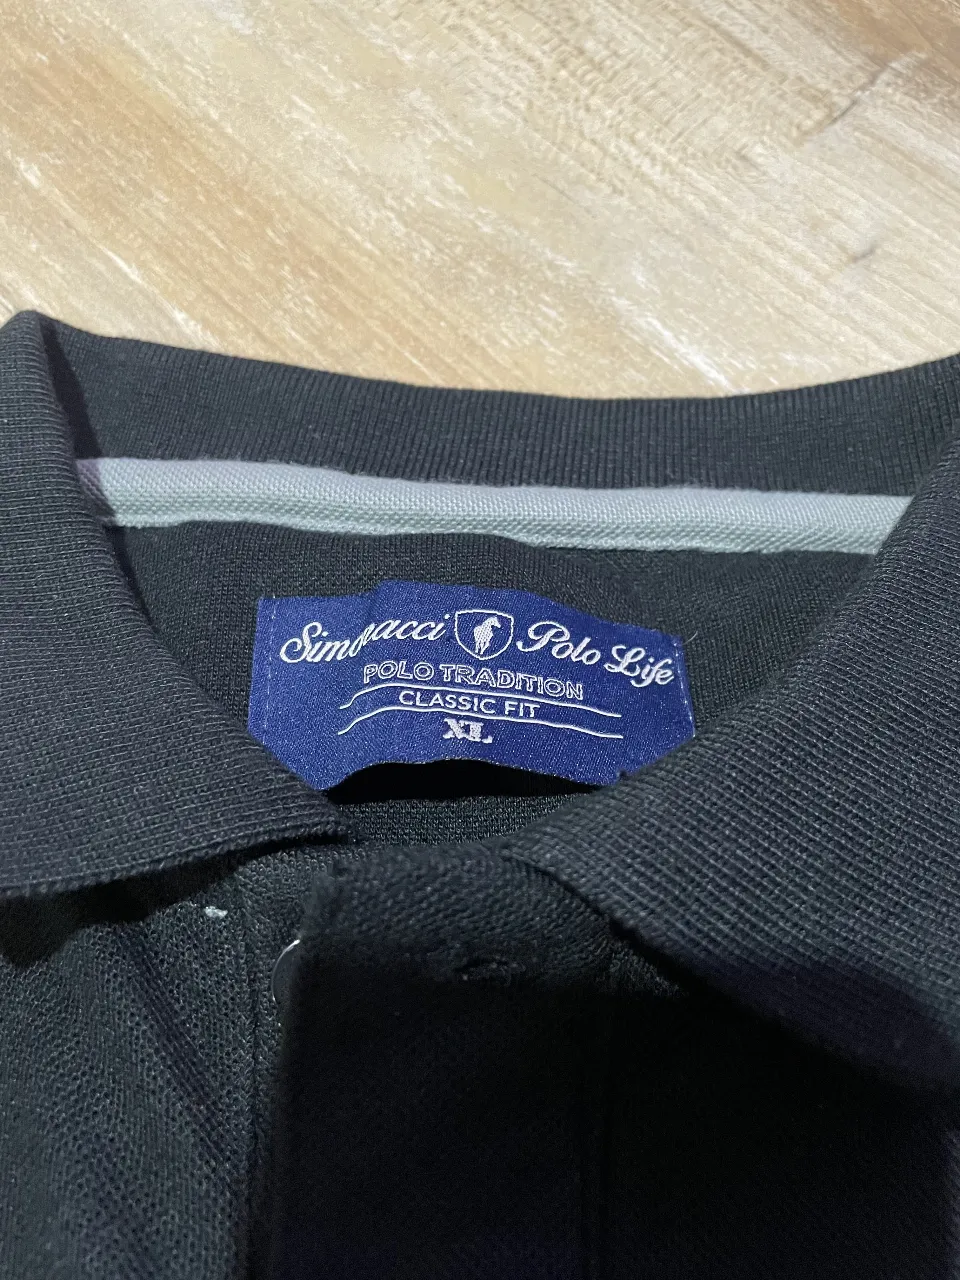 Simonacci Polo Life
POLO TRADITION
CLASSIC FIT
XL